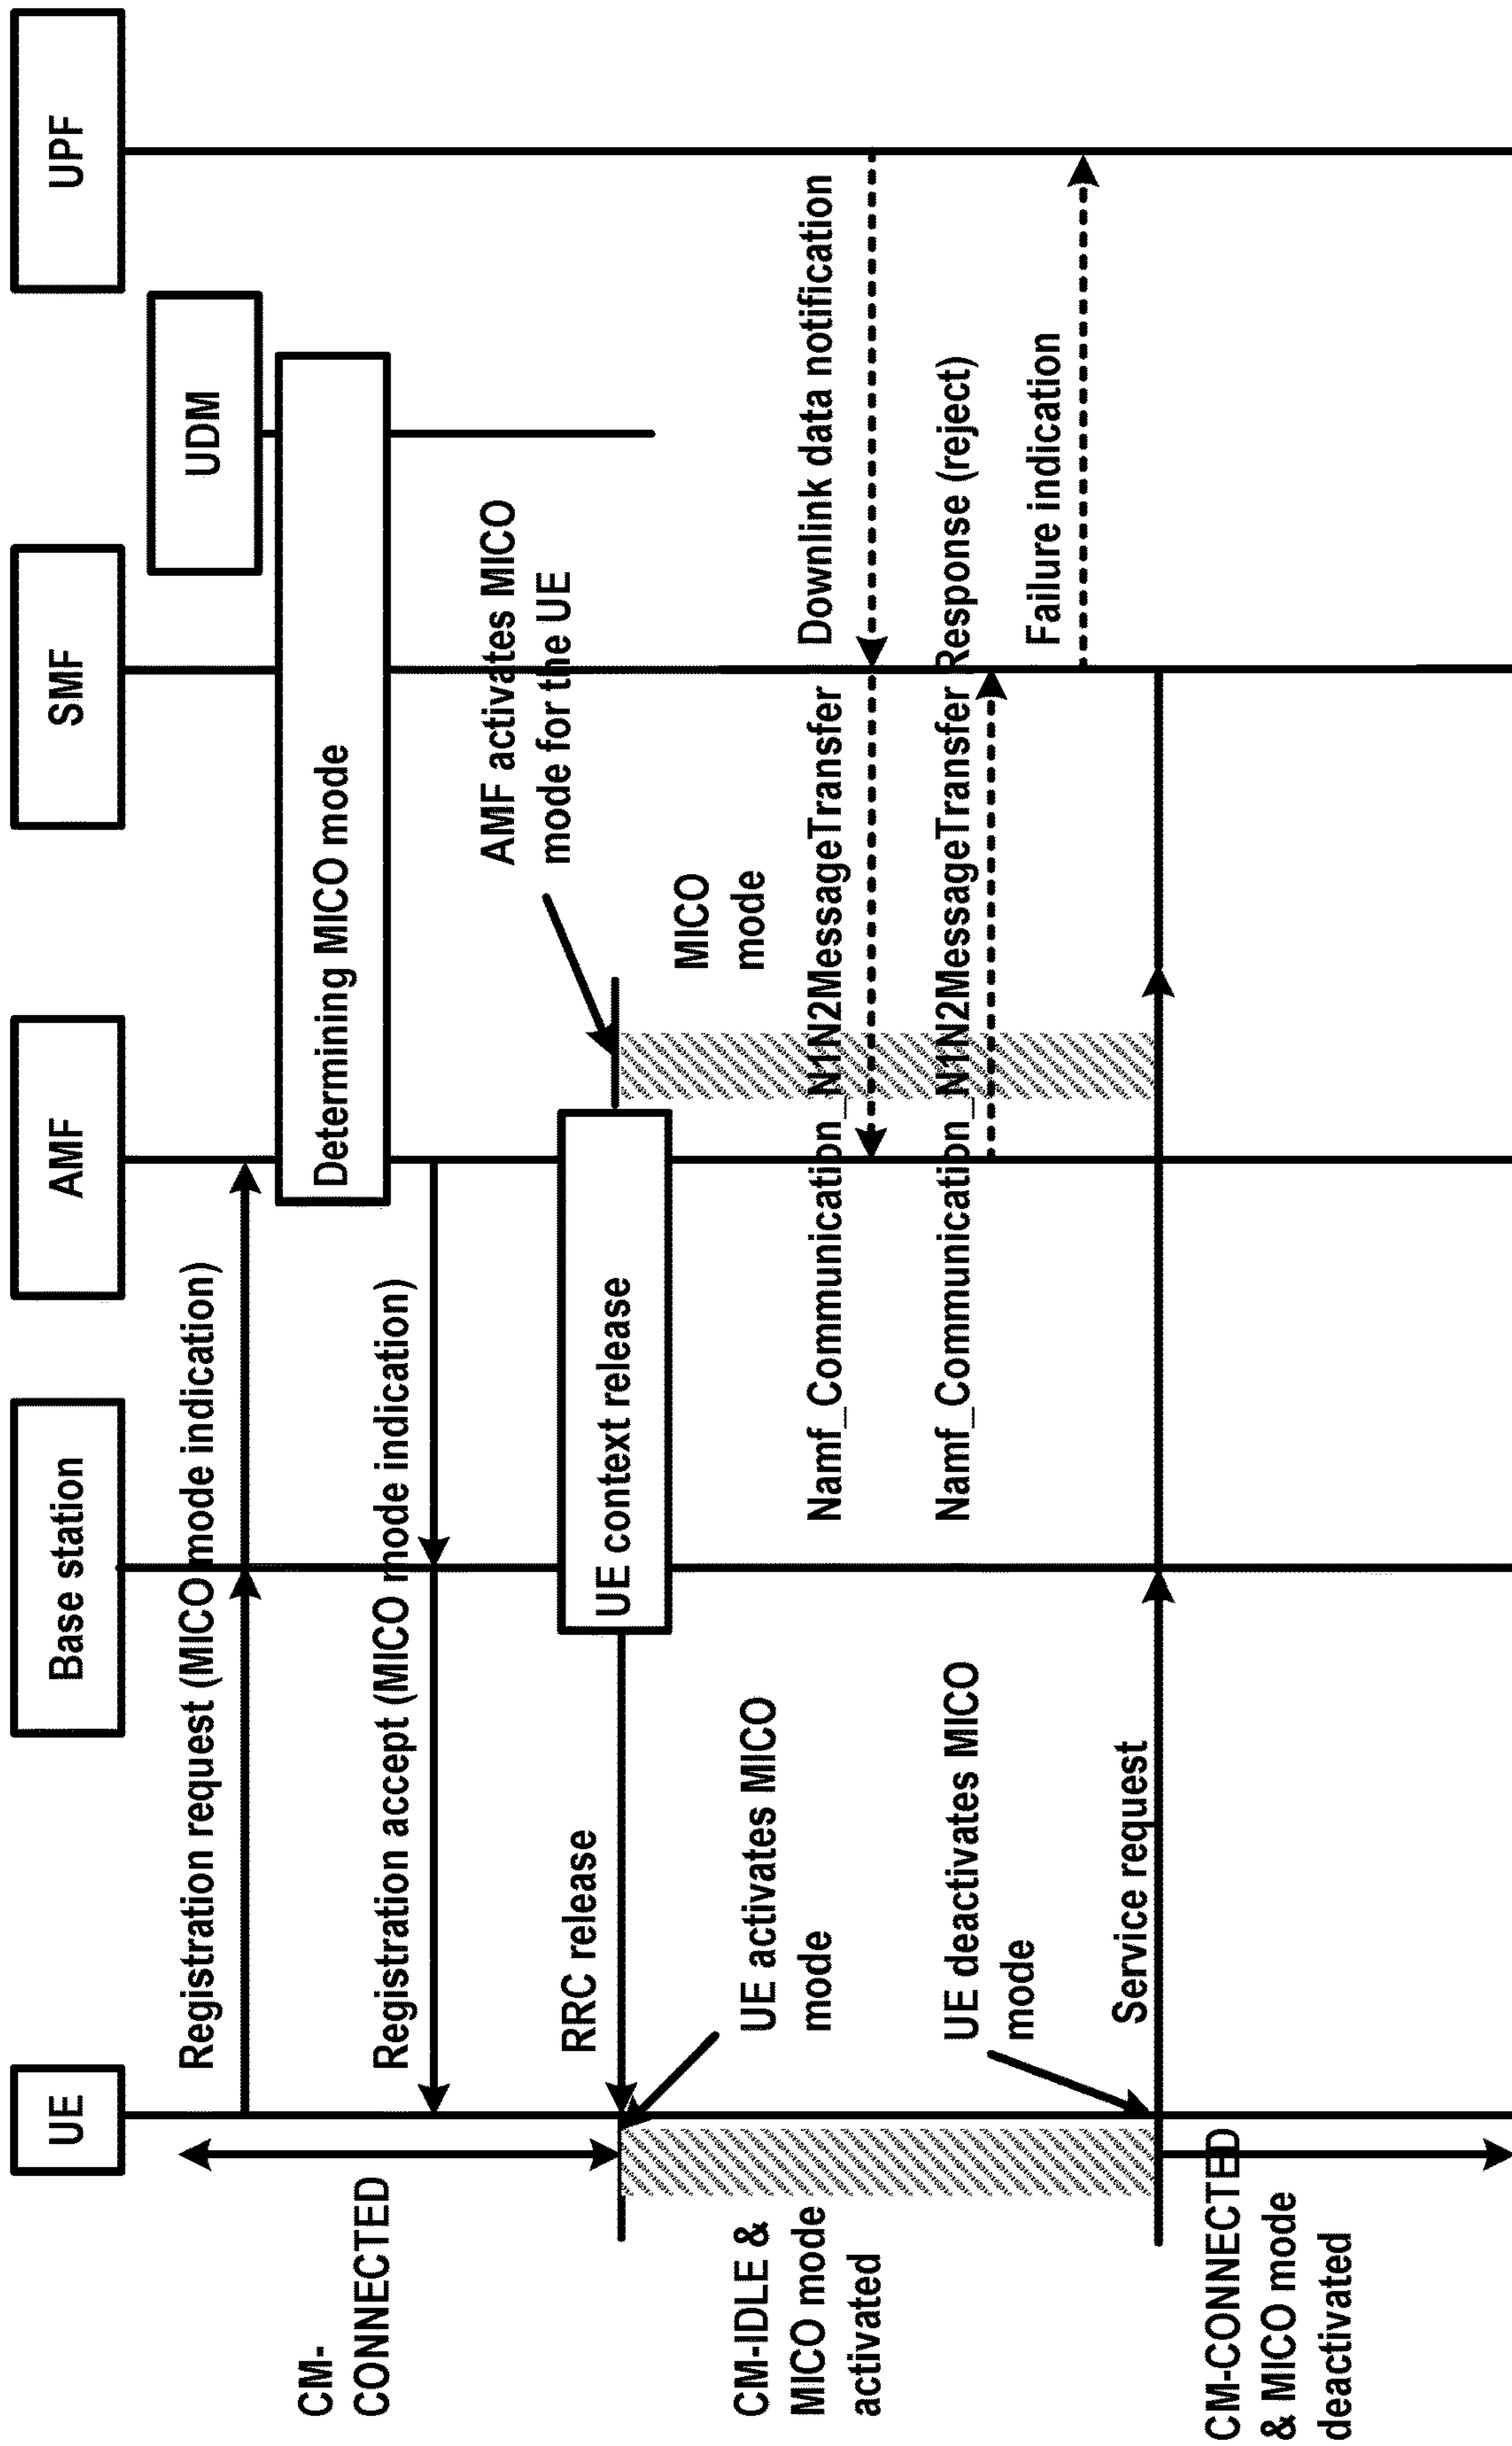 UE
Base station
AMF
SMF
UDM
UPF
Registration request (MICO mode indication)
Determining MICO mode
CM-
CONNECTED
Registration accept (MICO mode indication)
AMF activates MICO
mode for the UE
RRC release
UE context release
MICO
mode
CM-IDLE &
MICO mode
activated
UE activates MICO
mode
Downlink data notification
Namf_Communication_N1N2MessageTransfer
Namf_Communication_N1N2MessageTransfer Response (reject)
UE deactivates MICO
mode
Failure indication
Service request
CM-CONNECTED
& MICO mode
deactivated